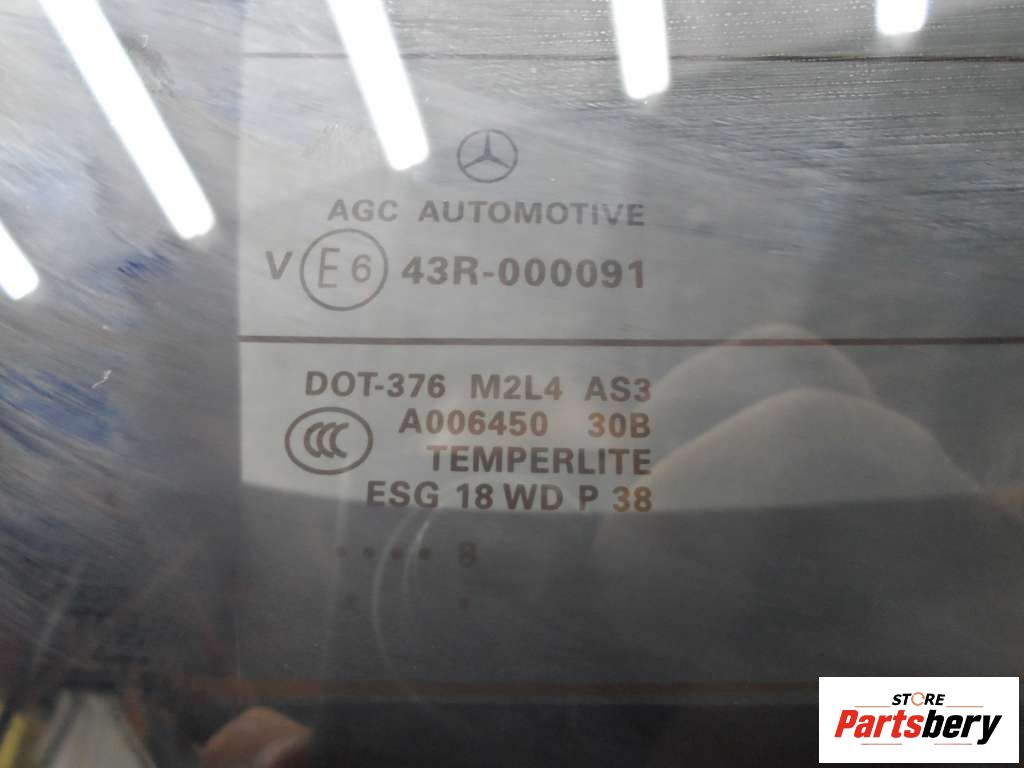 AGC AUTOMOTIVE
V E6 43R-000091
DOT-376 M2L4 AS3
A006450 30B
CCC
TEMPERLITE
ESG 18 WD P 38
•••• 8
STORE
Partsbery